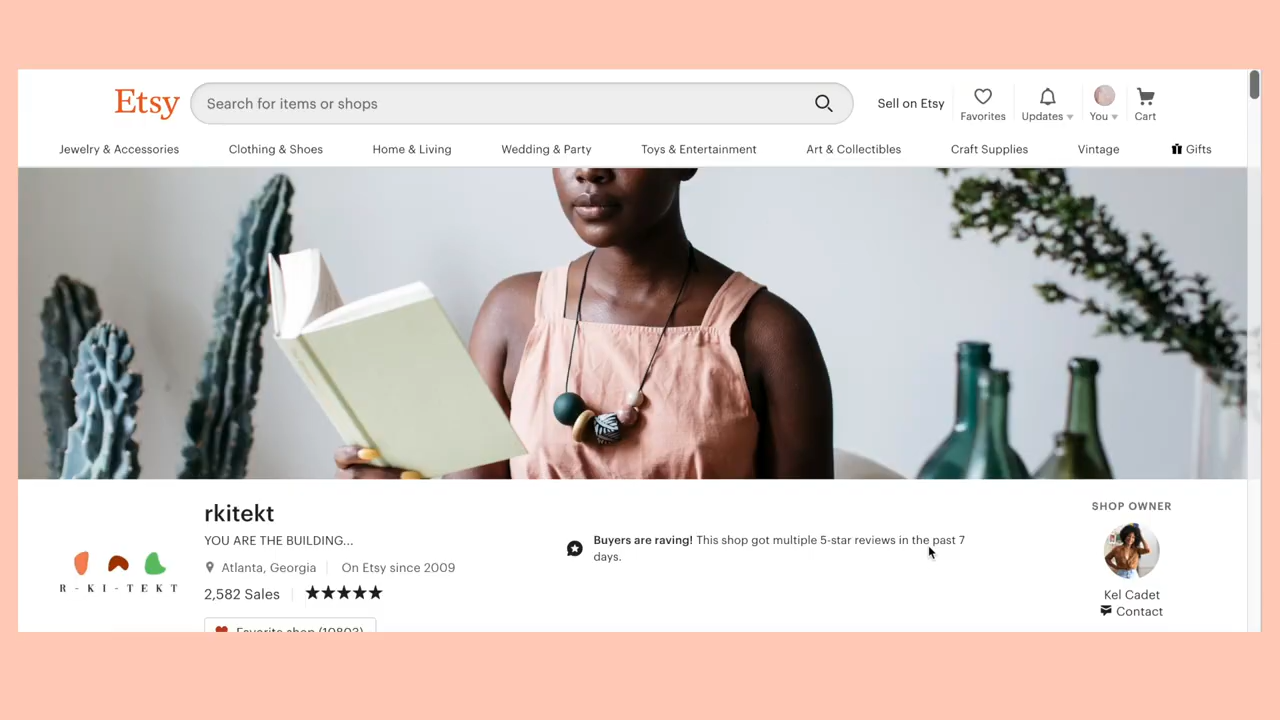 Etsy
Search for items or shops
Sell on Etsy
Favorites
Updates
You
Cart
Jewelry & Accessories
Clothing & Shoes
Home & Living
Wedding & Party
Toys & Entertainment
Art & Collectibles
Craft Supplies
Vintage
Gifts
R-KI-TEKT
rkitekt
YOU ARE THE BUILDING...
Atlanta, Georgia
On Etsy since 2009
2,582 Sales
Favorite shop (10803)
Buyers are raving! This shop got multiple 5-star reviews in the past 7
days.
SHOP OWNER
Kel Cadet
Contact